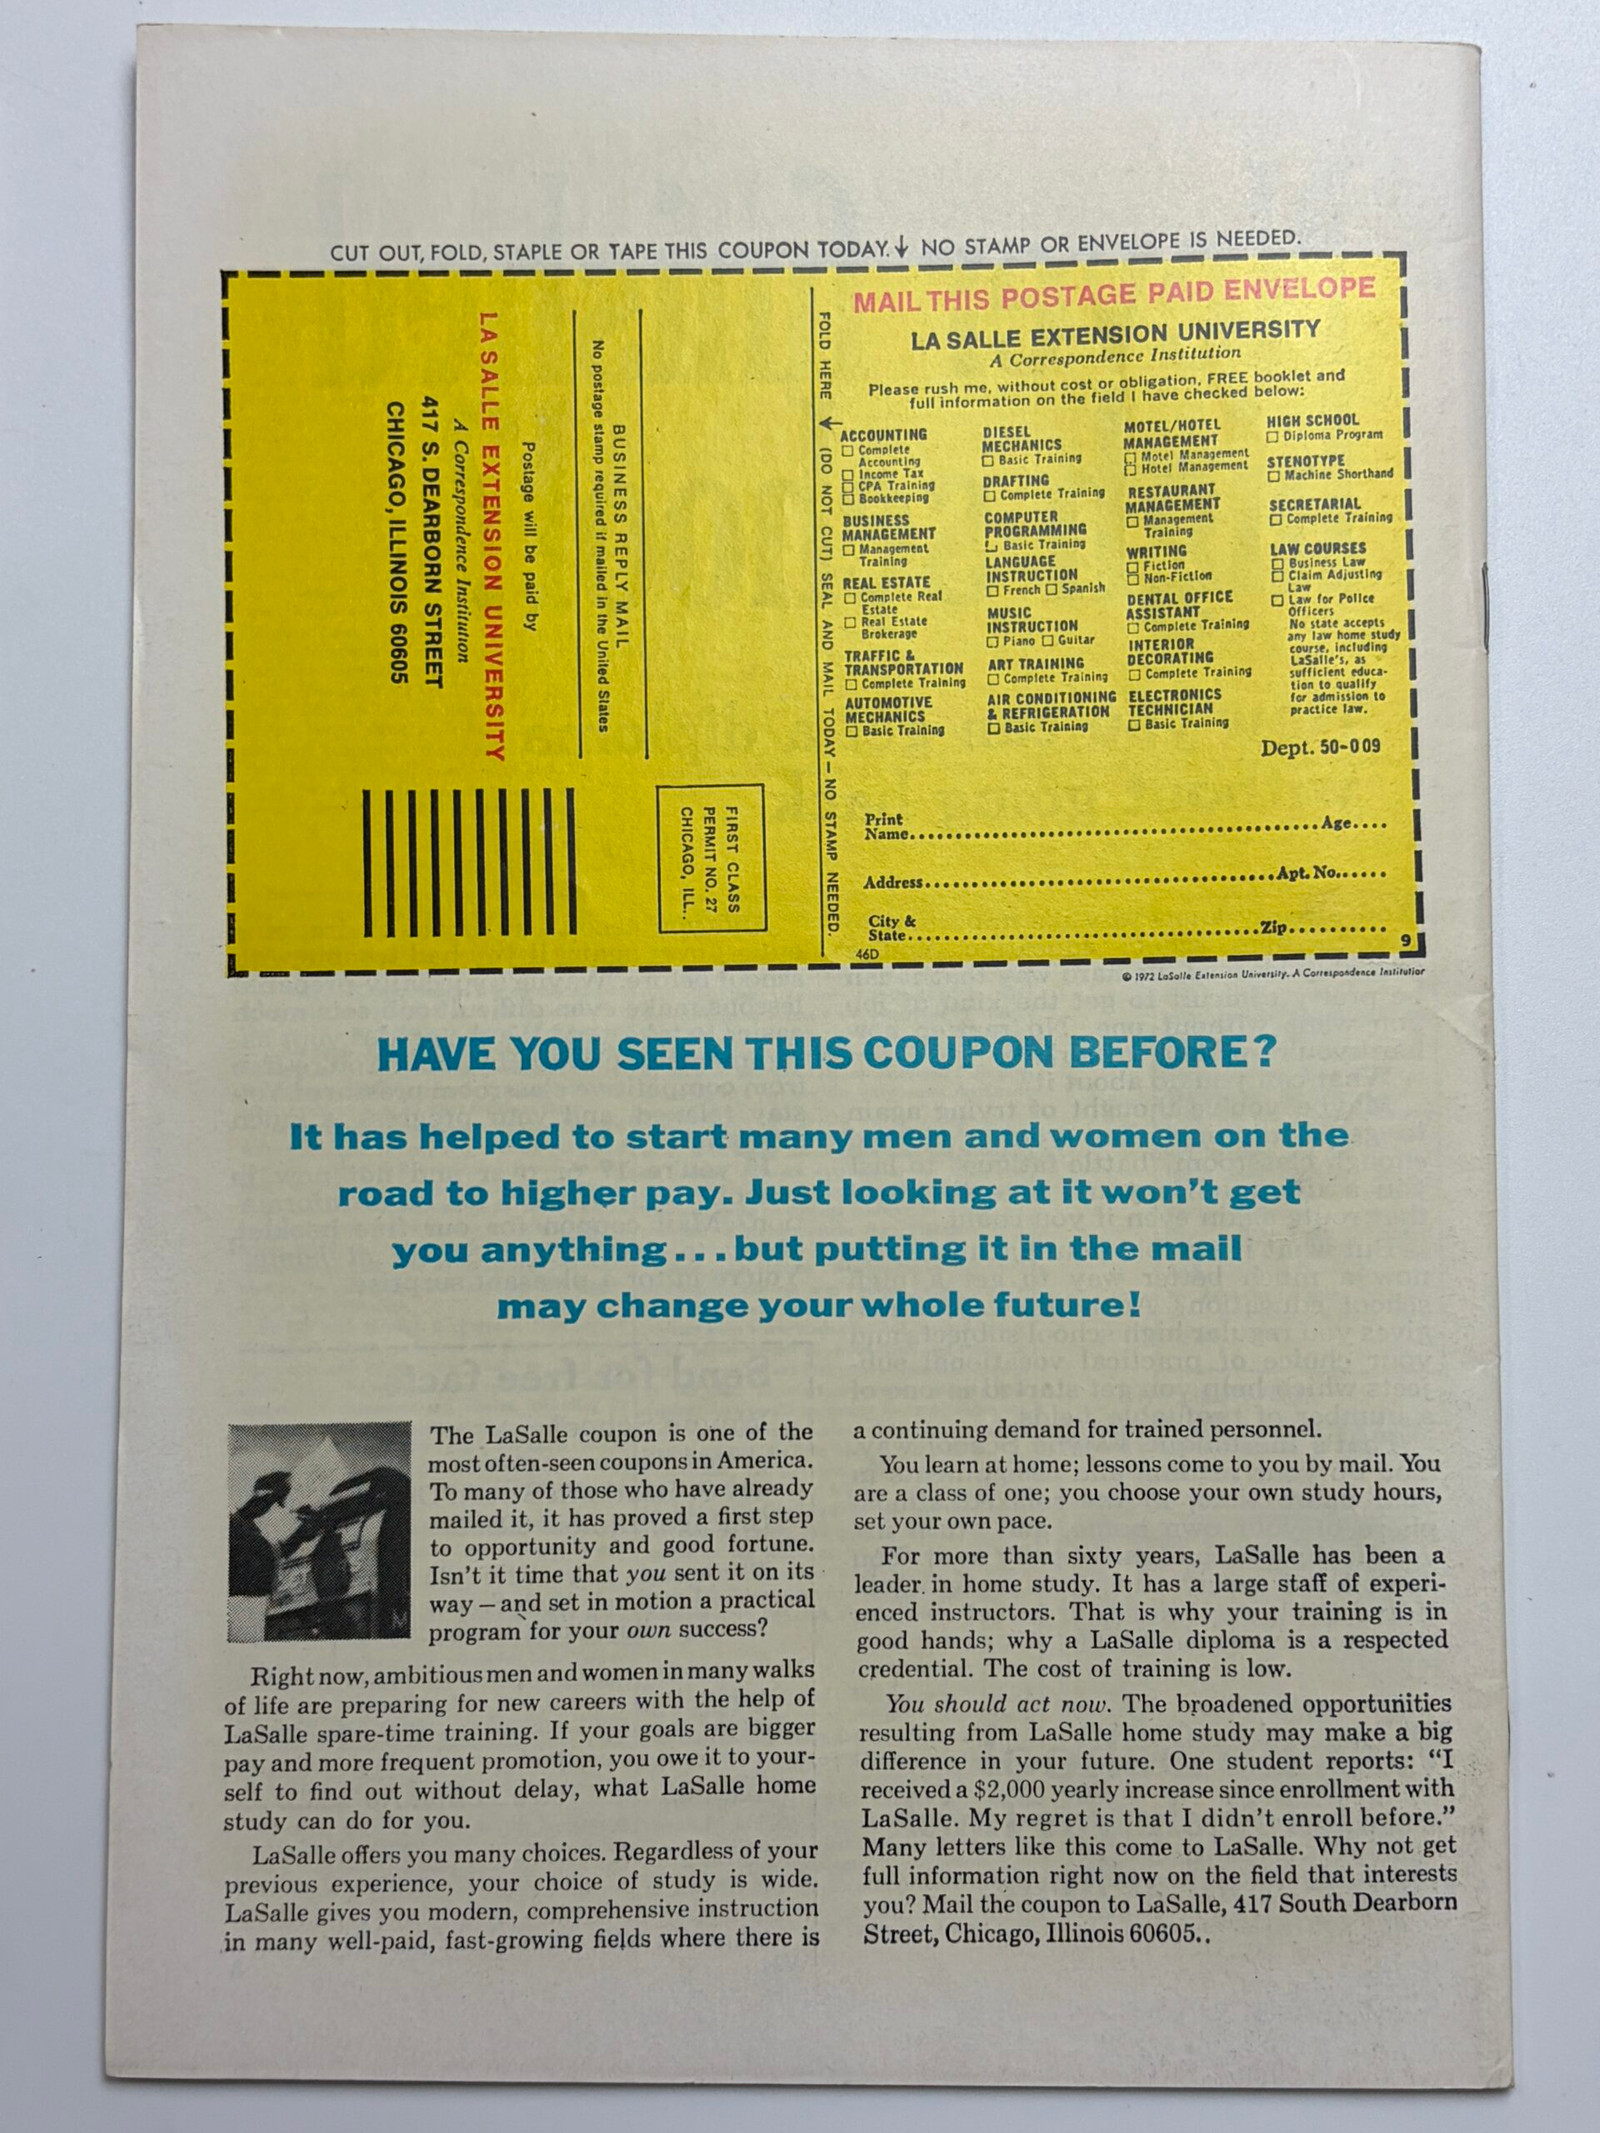 CUT OUT, FOLD, STAPLE OR TAPE THIS COUPON TODAY.↓ NO STAMP OR ENVELOPE IS NEEDED.
BUSINESS REPLY MAIL
No postage stamp required if mailed in the United States
Postage will be paid by
LA SALLE EXTENSION UNIVERSITY
A Correspondence Institution
417 S. DEARBORN STREET
CHICAGO, ILLINOIS 60605
FIRST CLASS
PERMIT NO. 27
CHICAGO, ILL..
FOLD HERE ← (DO NOT CUT) SEAL AND MAIL TODAY — NO STAMP NEEDED.
MAIL THIS POSTAGE PAID ENVELOPE
LA SALLE EXTENSION UNIVERSITY
A Correspondence Institution
Please rush me, without cost or obligation, FREE booklet and
full information on the field I have checked below:
ACCOUNTING
☐ Complete
Accounting
☐ Income Tax
☐ CPA Training
☐ Bookkeeping
BUSINESS
MANAGEMENT
☐ Management
Training
REAL ESTATE
☐ Complete Real
Estate
☐ Real Estate
Brokerage
TRAFFIC &
TRANSPORTATION
☐ Complete Training
AUTOMOTIVE
MECHANICS
☐ Basic Training
DIESEL
MECHANICS
☐ Basic Training
DRAFTING
☐ Complete Training
COMPUTER
PROGRAMMING
☐ Basic Training
LANGUAGE
INSTRUCTION
☐ French ☐ Spanish
MUSIC
INSTRUCTION
☐ Piano ☐ Guitar
ART TRAINING
☐ Complete Training
AIR CONDITIONING
& REFRIGERATION
☐ Basic Training
MOTEL/HOTEL
MANAGEMENT
☐ Motel Management
☐ Hotel Management
RESTAURANT
MANAGEMENT
☐ Management
Training
WRITING
☐ Fiction
☐ Non-Fiction
DENTAL OFFICE
ASSISTANT
☐ Complete Training
INTERIOR
DECORATING
☐ Complete Training
ELECTRONICS
TECHNICIAN
☐ Basic Training
HIGH SCHOOL
☐ Diploma Program
STENOTYPE
☐ Machine Shorthand
SECRETARIAL
☐ Complete Training
LAW COURSES
☐ Business Law
☐ Claim Adjusting
Law
☐ Law for Police
Officers
No state accepts
any law home study
course, including
LaSalle's, as
sufficient educa-
tion to qualify
for admission to
practice law.
Dept. 50-009
Print
Name.................................................Age....
Address..........................................Apt. No......
City &
State..........................................Zip..........
46D
9
© 1972 LaSalle Extension University. A Correspondence Institution
HAVE YOU SEEN THIS COUPON BEFORE?
It has helped to start many men and women on the
road to higher pay. Just looking at it won't get
you anything...but putting it in the mail
may change your whole future!
The LaSalle coupon is one of the
most often-seen coupons in America.
To many of those who have already
mailed it, it has proved a first step
to opportunity and good fortune.
Isn't it time that you sent it on its
way — and set in motion a practical
program for your own success?
Right now, ambitious men and women in many walks
of life are preparing for new careers with the help of
LaSalle spare-time training. If your goals are bigger
pay and more frequent promotion, you owe it to your-
self to find out without delay, what LaSalle home
study can do for you.
LaSalle offers you many choices. Regardless of your
previous experience, your choice of study is wide.
LaSalle gives you modern, comprehensive instruction
in many well-paid, fast-growing fields where there is
a continuing demand for trained personnel.
You learn at home; lessons come to you by mail. You
are a class of one; you choose your own study hours,
set your own pace.
For more than sixty years, LaSalle has been a
leader in home study. It has a large staff of experi-
enced instructors. That is why your training is in
good hands; why a LaSalle diploma is a respected
credential. The cost of training is low.
You should act now. The broadened opportunities
resulting from LaSalle home study may make a big
difference in your future. One student reports: "I
received a $2,000 yearly increase since enrollment with
LaSalle. My regret is that I didn't enroll before."
Many letters like this come to LaSalle. Why not get
full information right now on the field that interests
you? Mail the coupon to LaSalle, 417 South Dearborn
Street, Chicago, Illinois 60605..